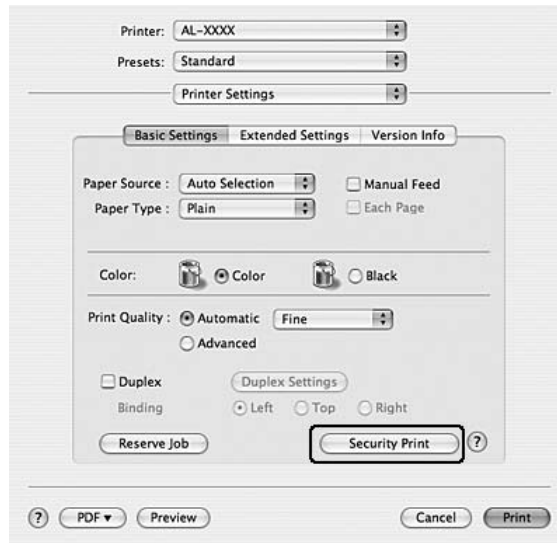 Printer: AL-XXXX
Presets: Standard
Printer Settings
Basic Settings Extended Settings Version Info
Paper Source : Auto Selection Manual Feed
Paper Type : Plain Each Page
Color: Color Black
Print Quality : Automatic Fine
Advanced
Duplex Duplex Settings
Binding Left Top Right
Reserve Job Security Print ?
? PDF ▼ Preview Cancel Print